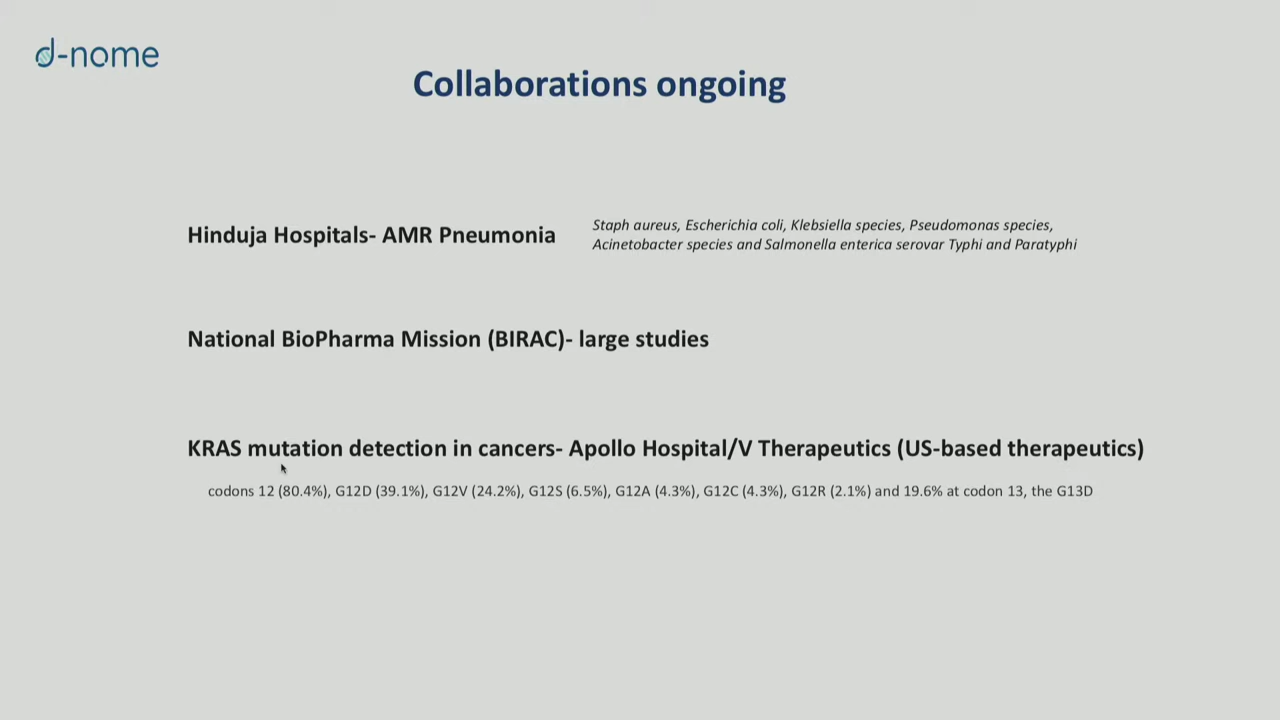 d-nome
Collaborations ongoing
Hinduja Hospitals- AMR Pneumonia
Staph aureus, Escherichia coli, Klebsiella species, Pseudomonas species,
Acinetobacter species and Salmonella enterica serovar Typhi and Paratyphi
National BioPharma Mission (BIRAC)- large studies
KRAS mutation detection in cancers- Apollo Hospital/V Therapeutics (US-based therapeutics)
codons 12 (80.4%), G12D (39.1%), G12V (24.2%), G12S (6.5%), G12A (4.3%), G12C (4.3%), G12R (2.1%) and 19.6% at codon 13, the G13D